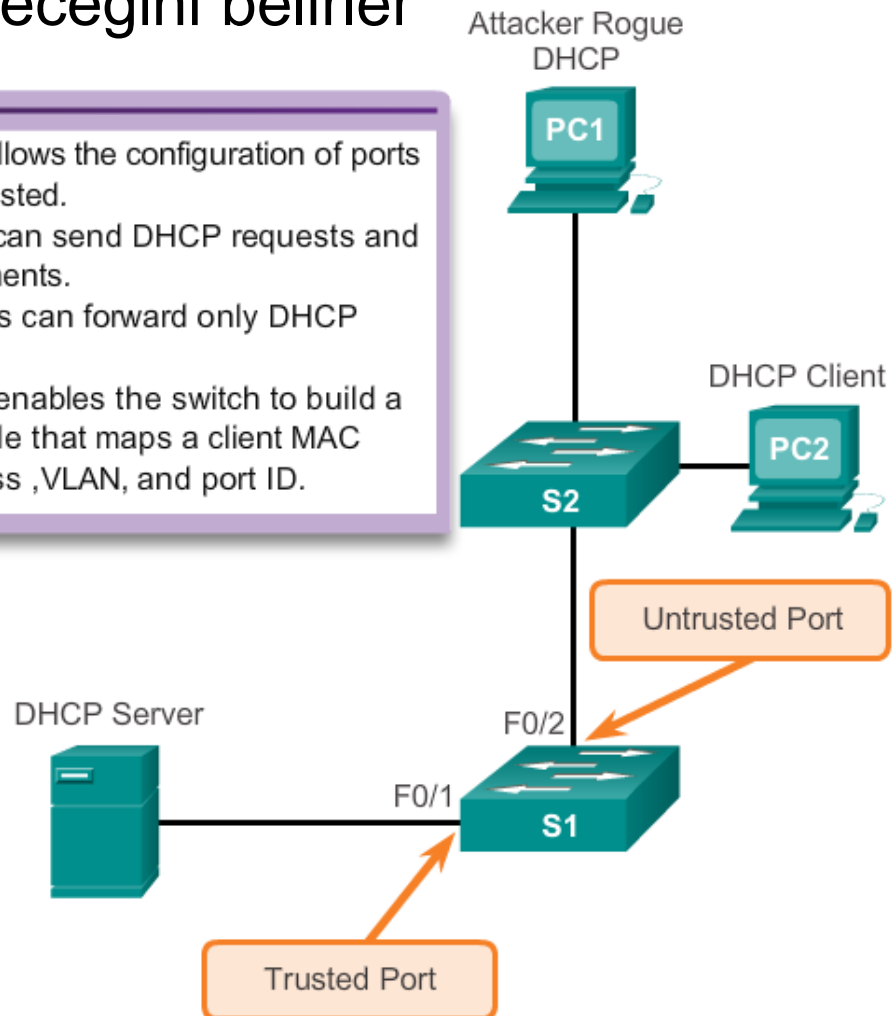 eceğini belirler
Attacker Rogue
DHCP
PC1
llows the configuration of ports
sted.
can send DHCP requests and
nents.
s can forward only DHCP
enables the switch to build a
le that maps a client MAC
ss ,VLAN, and port ID.
DHCP Client
PC2
S2
Untrusted Port
DHCP Server
F0/2
F0/1
S1
Trusted Port